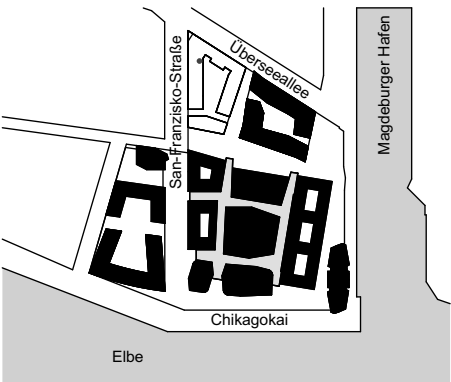 Überseeallee
San-Franzisko-Straße
Magdeburger Hafen
Chikagokai
Elbe